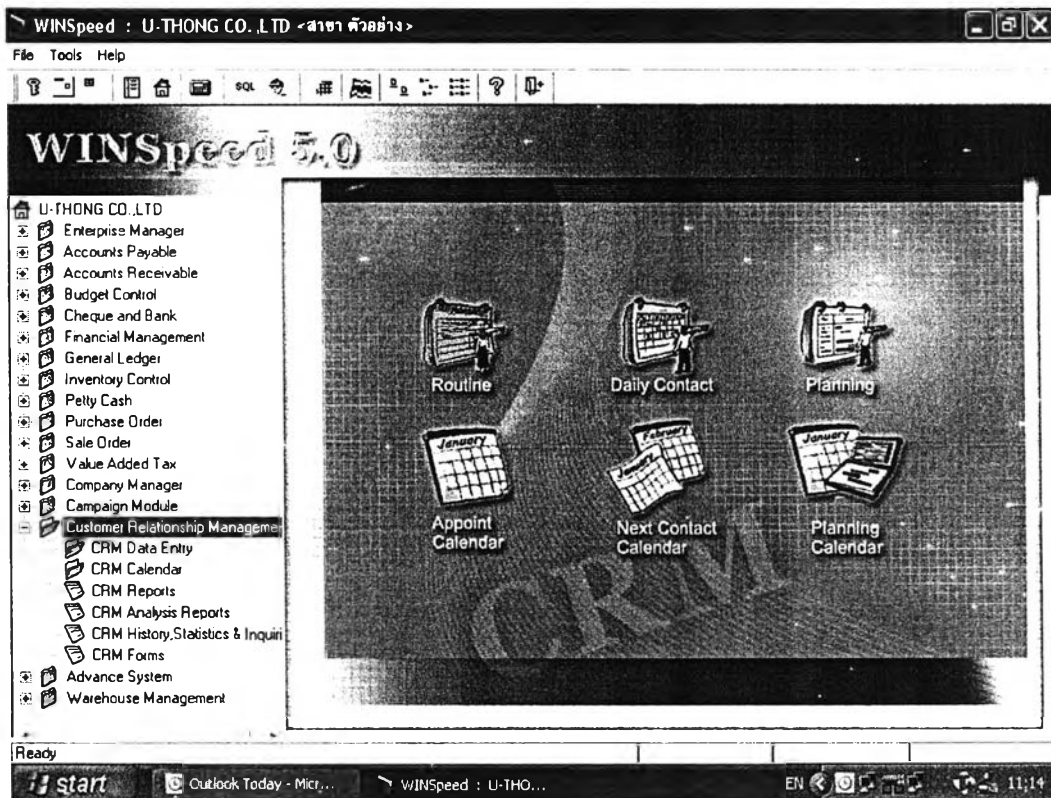 WINSpeed : U-THONG CO.,LTD <สาขา ตัวอย่าง>
File Tools Help
SQL
WINSpeed 5.0
U-THONG CO.,LTD
Enterprise Manager
Accounts Payable
Accounts Receivable
Budget Control
Cheque and Bank
Financial Management
General Ledger
Inventory Control
Petty Cash
Purchase Order
Sale Order
Value Added Tax
Company Manager
Campaign Module
Customer Relationship Manageme
CRM Data Entry
CRM Calendar
CRM Reports
CRM Analysis Reports
CRM History,Statistics & Inquiri
CRM Forms
Advance System
Warehouse Management
Routine
Daily Contact
Planning
January
Appoint
Calendar
February
January
Next Contact
Calendar
January
Planning
Calendar
CRM
Ready
start
Outlook Today - Micr...
WINSpeed : U-THO...
EN
11:14